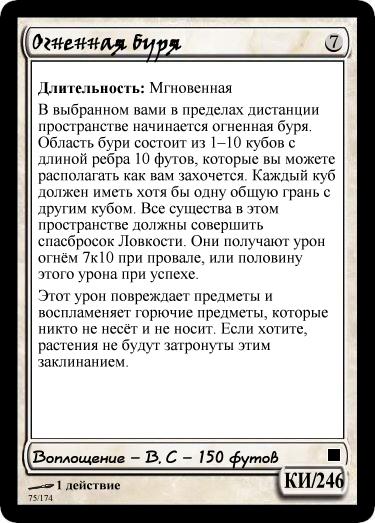 Огненная буря
7
Длительность: Мгновенная
В выбранном вами в пределах дистанции
пространстве начинается огненная буря.
Область бури состоит из 1–10 кубов с
длиной ребра 10 футов, которые вы можете
располагать как вам захочется. Каждый куб
должен иметь хотя бы одну общую грань с
другим кубом. Все существа в этом
пространстве должны совершить
спасбросок Ловкости. Они получают урон
огнём 7к10 при провале, или половину
этого урона при успехе.
Этот урон повреждает предметы и
воспламеняет горючие предметы, которые
никто не несёт и не носит. Если хотите,
растения не будут затронуты этим
заклинанием.
Воплощение – В, С – 150 футов
1 действие
КИ/246
75/174